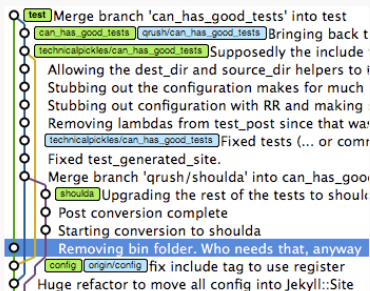 test Merge branch 'can_has_good_tests' into test
can_has_good_tests qrush/can_has_good_tests Bringing back t
technicalpickles/can_has_good_tests Supposedly the include
Allowing the dest_dir and source_dir helpers to
Stubbing out the configuration makes for much
Stubbing out configuration with RR and making
Removing lambdas from test_post since that was
technicalpickles/can_has_good_tests Fixed tests (... or comm
Fixed test_generated_site.
Merge branch 'qrush/shoulda' into can_has_goo
shoulda Upgrading the rest of the tests to should
Post conversion complete
Starting conversion to shoulda
Removing bin folder. Who needs that, anyway
config origin/config fix include tag to use register
Huge refactor to move all config into Jekyll::Site